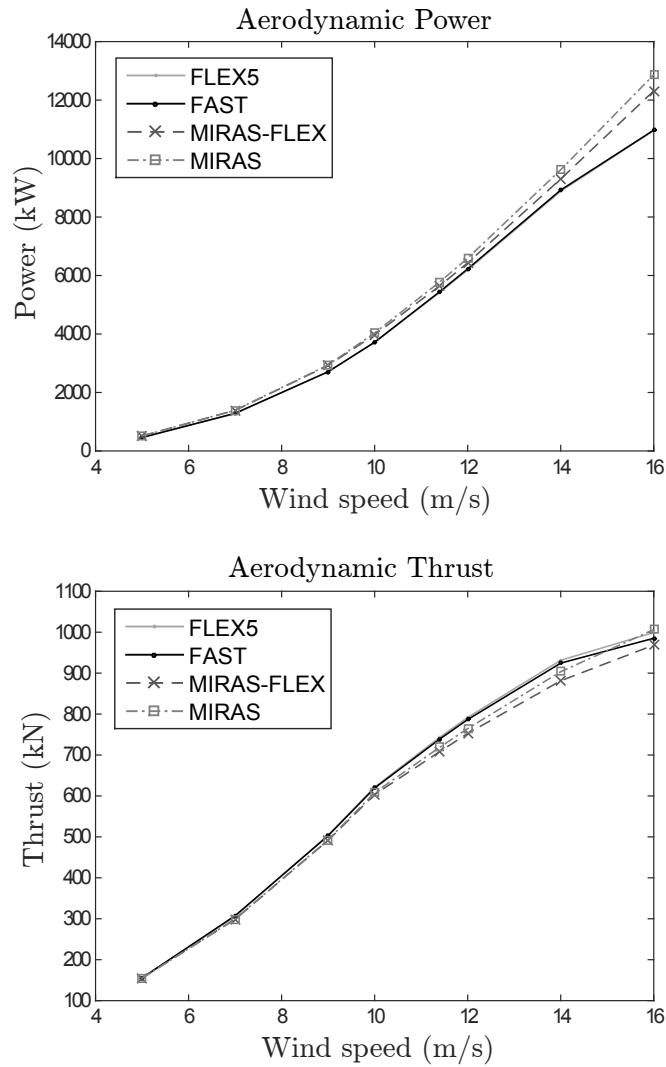 Aerodynamic Power
14000
12000
10000
8000
6000
4000
2000
0
Power (kW)
FLEX5
FAST
MIRAS-FLEX
MIRAS
4 6 8 10 12 14 16
Wind speed (m/s)
Aerodynamic Thrust
1100
1000
900
800
700
600
500
400
300
200
100
Thrust (kN)
FLEX5
FAST
MIRAS-FLEX
MIRAS
4 6 8 10 12 14 16
Wind speed (m/s)